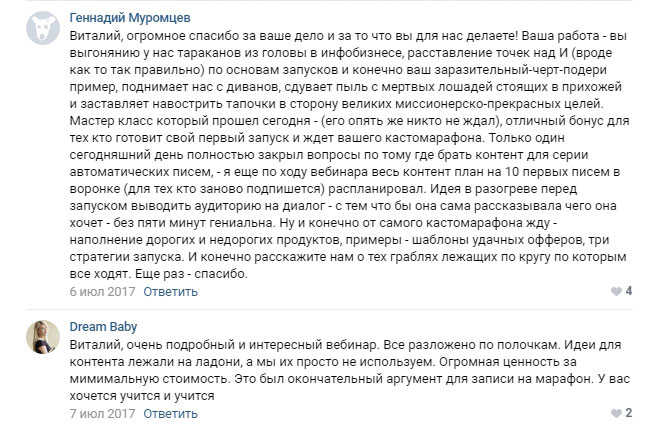 Геннадий Муромцев
Виталий, огромное спасибо за ваше дело и за то что вы для нас делаете! Ваша работа - вы
выгонянию у нас тараканов из головы в инфобизнесе, расставление точек над И (вроде
как то так правильно) по основам запусков и конечно ваш заразительный-черт-подери
пример, поднимает нас с диванов, сдувает пыль с мертвых лошадей стоящих в прихожей
и заставляет навострить тапочки в сторону великих миссионерско-прекрасных целей.
Мастер класс который прошел сегодня - (его опять же никто не ждал), отличный бонус для
тех кто готовит свой первый запуск и ждет вашего кастомарафона. Только один
сегодняшний день полностью закрыл вопросы по тому где брать контент для серии
автоматических писем, - я еще по ходу вебинара весь контент план на 10 первых писем в
воронке (для тех кто заново подпишется) распланировал. Идея в разогреве перед
запуском выводить аудиторию на диалог - с тем что бы она сама рассказывала чего она
хочет - без пяти минут гениальна. Ну и конечно от самого кастомарафона жду -
наполнение дорогих и недорогих продуктов, примеры - шаблоны удачных офферов, три
стратегии запуска. И конечно расскажите нам о тех граблях лежащих по кругу по которым
все ходят. Еще раз - спасибо.
6 июл 2017 Ответить 4
Dream Baby
Виталий, очень подробный и интересный вебинар. Все разложено по полочкам. Идеи для
контента лежали на ладони, а мы их просто не используем. Огромная ценность за
мимимальную стоимость. Это был окончательный аргумент для записи на марафон. У вас
хочется учится и учится
7 июл 2017 Ответить 2